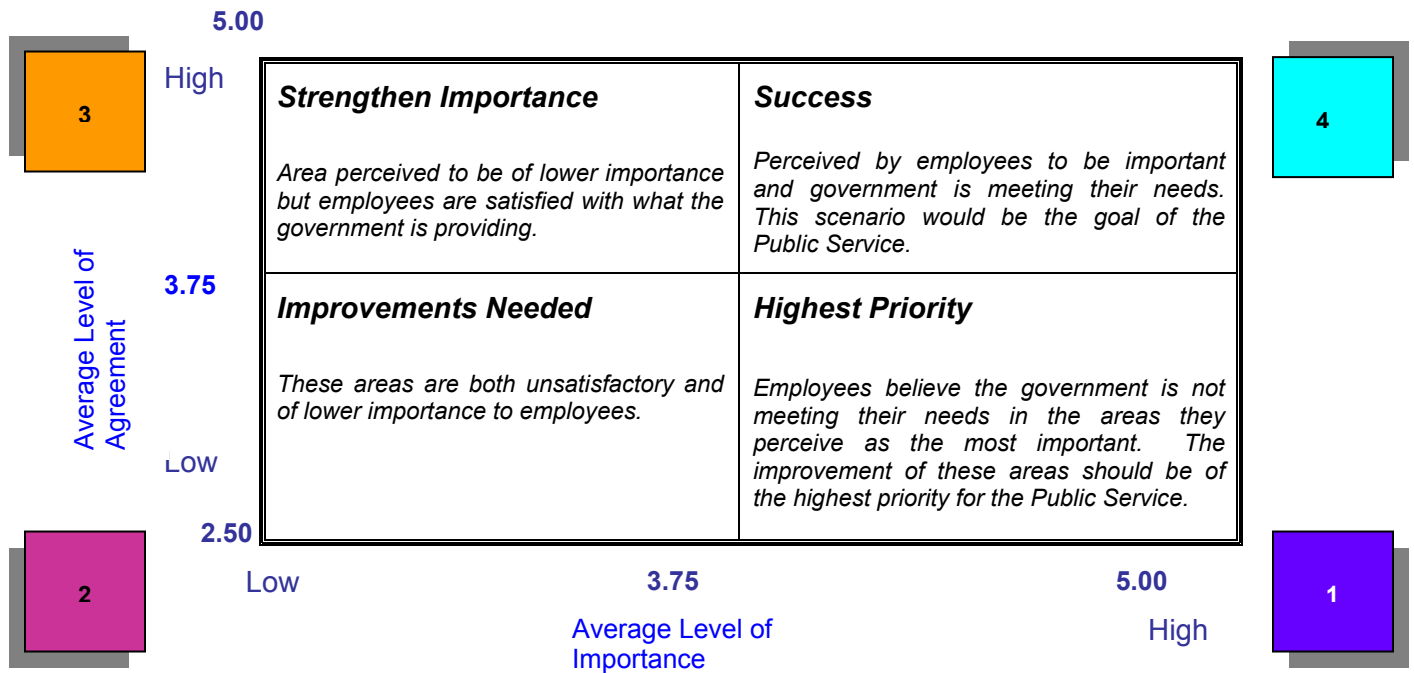 5.00
3
High
Strengthen Importance
Area perceived to be of lower importance
but employees are satisfied with what the
government is providing.
Success
Perceived by employees to be important
and government is meeting their needs.
This scenario would be the goal of the
Public Service.
4
Average Level of
Agreement
3.75
Improvements Needed
These areas are both unsatisfactory and
of lower importance to employees.
Highest Priority
Employees believe the government is not
meeting their needs in the areas they
perceive as the most important. The
improvement of these areas should be of
the highest priority for the Public Service.
Low
2.50
2
Low
3.75
5.00
1
Average Level of
Importance
High